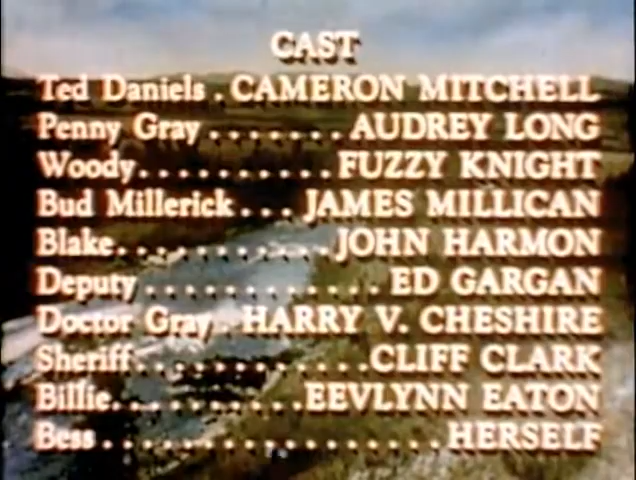 CAST
Ted Daniels . CAMERON MITCHELL
Penny Gray . . . . . . . AUDREY LONG
Woody. . . . . . . . . . FUZZY KNIGHT
Bud Millerick . . . JAMES MILLICAN
Blake. . . . . . . . . . . JOHN HARMON
Deputy . . . . . . . . . . . . ED GARGAN
Doctor Gray . HARRY V. CHESHIRE
Sheriff. . . . . . . . . . . . CLIFF CLARK
Billie. . . . . . . . . . EEVLYNN EATON
Bess . . . . . . . . . . . . . . . . . HERSELF